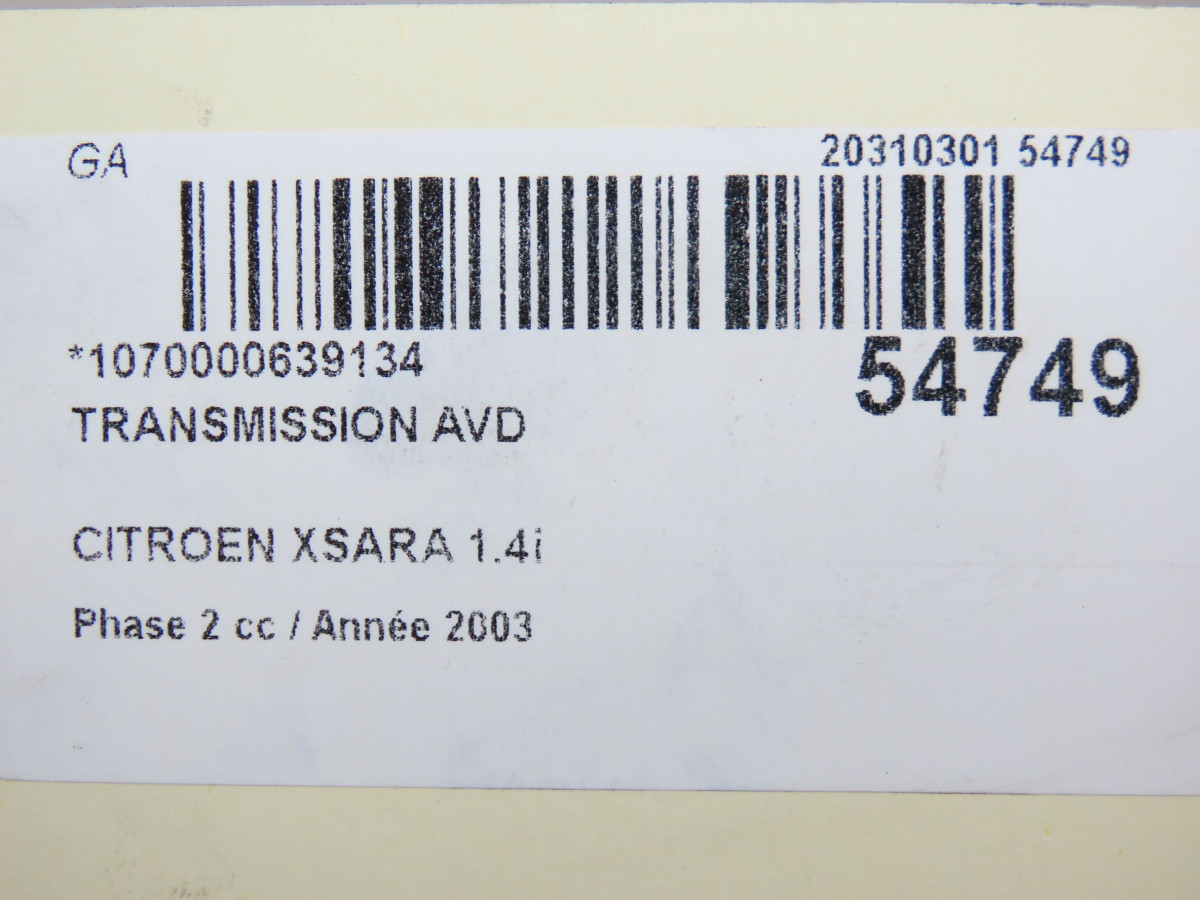 GA
20310301 54749
*1070000639134
54749
TRANSMISSION AVD
CITROEN XSARA 1.4i
Phase 2 cc / Année 2003